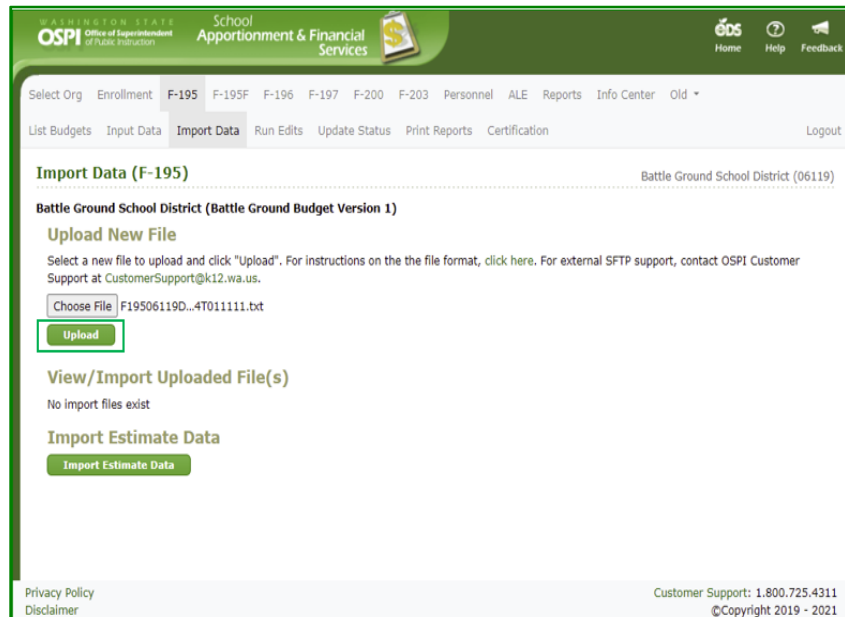 WASHINGTON STATE
OSPI Office of Superintendent
of Public Instruction
School
Apportionment & Financial
Services
éDS
Home Help Feedback
Select Org Enrollment F-195 F-195F F-196 F-197 F-200 F-203 Personnel ALE Reports Info Center Old
List Budgets Input Data Import Data Run Edits Update Status Print Reports Certification Logout
Import Data (F-195) Battle Ground School District (06119)
Battle Ground School District (Battle Ground Budget Version 1)
Upload New File
Select a new file to upload and click "Upload". For instructions on the the file format, click here. For external SFTP support, contact OSPI Customer
Support at CustomerSupport@k12.wa.us.
Choose File F19506119D...4T011111.txt
Upload
View/Import Uploaded File(s)
No import files exist
Import Estimate Data
Import Estimate Data
Privacy Policy Customer Support: 1.800.725.4311
Disclaimer ©Copyright 2019 - 2021